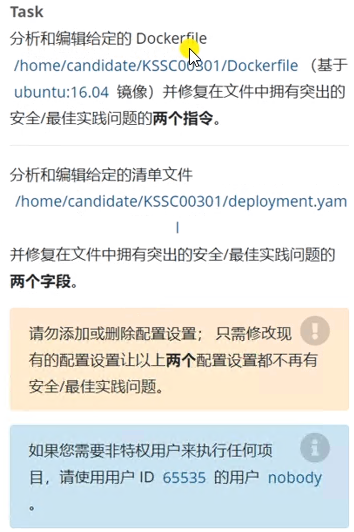 Task
分析和编辑给定的 Dockerfile
/home/candidate/KSSC00301/Dockerfile （基于
ubuntu:16.04 镜像）并修复在文件中拥有突出的
安全/最佳实践问题的两个指令。
分析和编辑给定的清单文件
/home/candidate/KSSC00301/deployment.yam
l
并修复在文件中拥有突出的安全/最佳实践问题的
两个字段。
请勿添加或删除配置设置； 只需修改现
有的配置设置让以上两个配置设置都不再有
安全/最佳实践问题。
如果您需要非特权用户来执行任何项
目，请使用用户 ID 65535 的用户 nobody
。